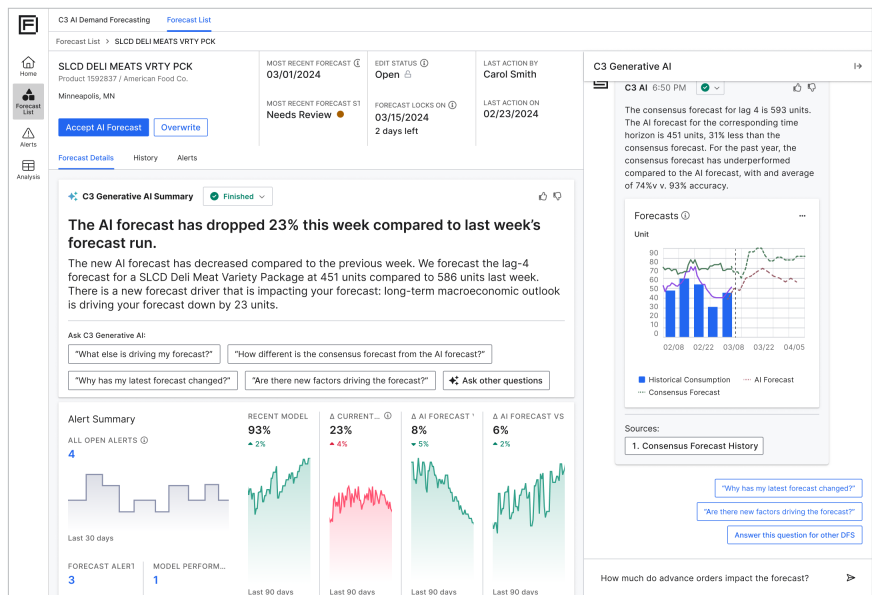 C3 AI Demand Forecasting Forecast List
Forecast List > SLCD DELI MEATS VRTY PCK
Home
Forecast List
Alerts
Analysis
SLCD DELI MEATS VRTY PCK
Product 1592837 / American Food Co.
Minneapolis, MN
Accept AI Forecast Overwrite
MOST RECENT FORECAST
03/01/2024
MOST RECENT FORECAST ST
Needs Review
EDIT STATUS
Open
FORECAST LOCKS ON
03/15/2024
2 days left
LAST ACTION BY
Carol Smith
LAST ACTION ON
02/23/2024
Forecast Details History Alerts
C3 Generative AI Summary Finished
The AI forecast has dropped 23% this week compared to last week's
forecast run.
The new AI forecast has decreased compared to the previous week. We forecast the lag-4
forecast for a SLCD Deli Meat Variety Package at 451 units compared to 586 units last week.
There is a new forecast driver that is impacting your forecast: long-term macroeconomic outlook
is driving your forecast down by 23 units.
Ask C3 Generative AI:
"What else is driving my forecast?" "How different is the consensus forecast from the AI forecast?"
"Why has my latest forecast changed?" "Are there new factors driving the forecast?" Ask other questions
Alert Summary
ALL OPEN ALERTS
4
Last 30 days
FORECAST ALERT
3
MODEL PERFORM...
1
RECENT MODEL
93%
2%
Last 90 days
Δ CURRENT...
23%
4%
Last 90 days
Δ AI FORECAST
8%
5%
Last 90 days
Δ AI FORECAST VS
6%
2%
Last 90 days
C3 Generative AI
C3 AI 6:50 PM
The consensus forecast for lag 4 is 593 units.
The AI forecast for the corresponding time
horizon is 451 units, 31% less than the
consensus forecast. For the past year, the
consensus forecast has underperformed
compared to the AI forecast, with and average
of 74%v v. 93% accuracy.
Forecasts
Unit
90
80
70
60
50
40
30
20
10
0
02/08 02/22 03/08 03/22 04/05
Historical Consumption AI Forecast
Consensus Forecast
Sources:
1. Consensus Forecast History
"Why has my latest forecast changed?"
"Are there new factors driving the forecast?"
Answer this question for other DFS
How much do advance orders impact the forecast?